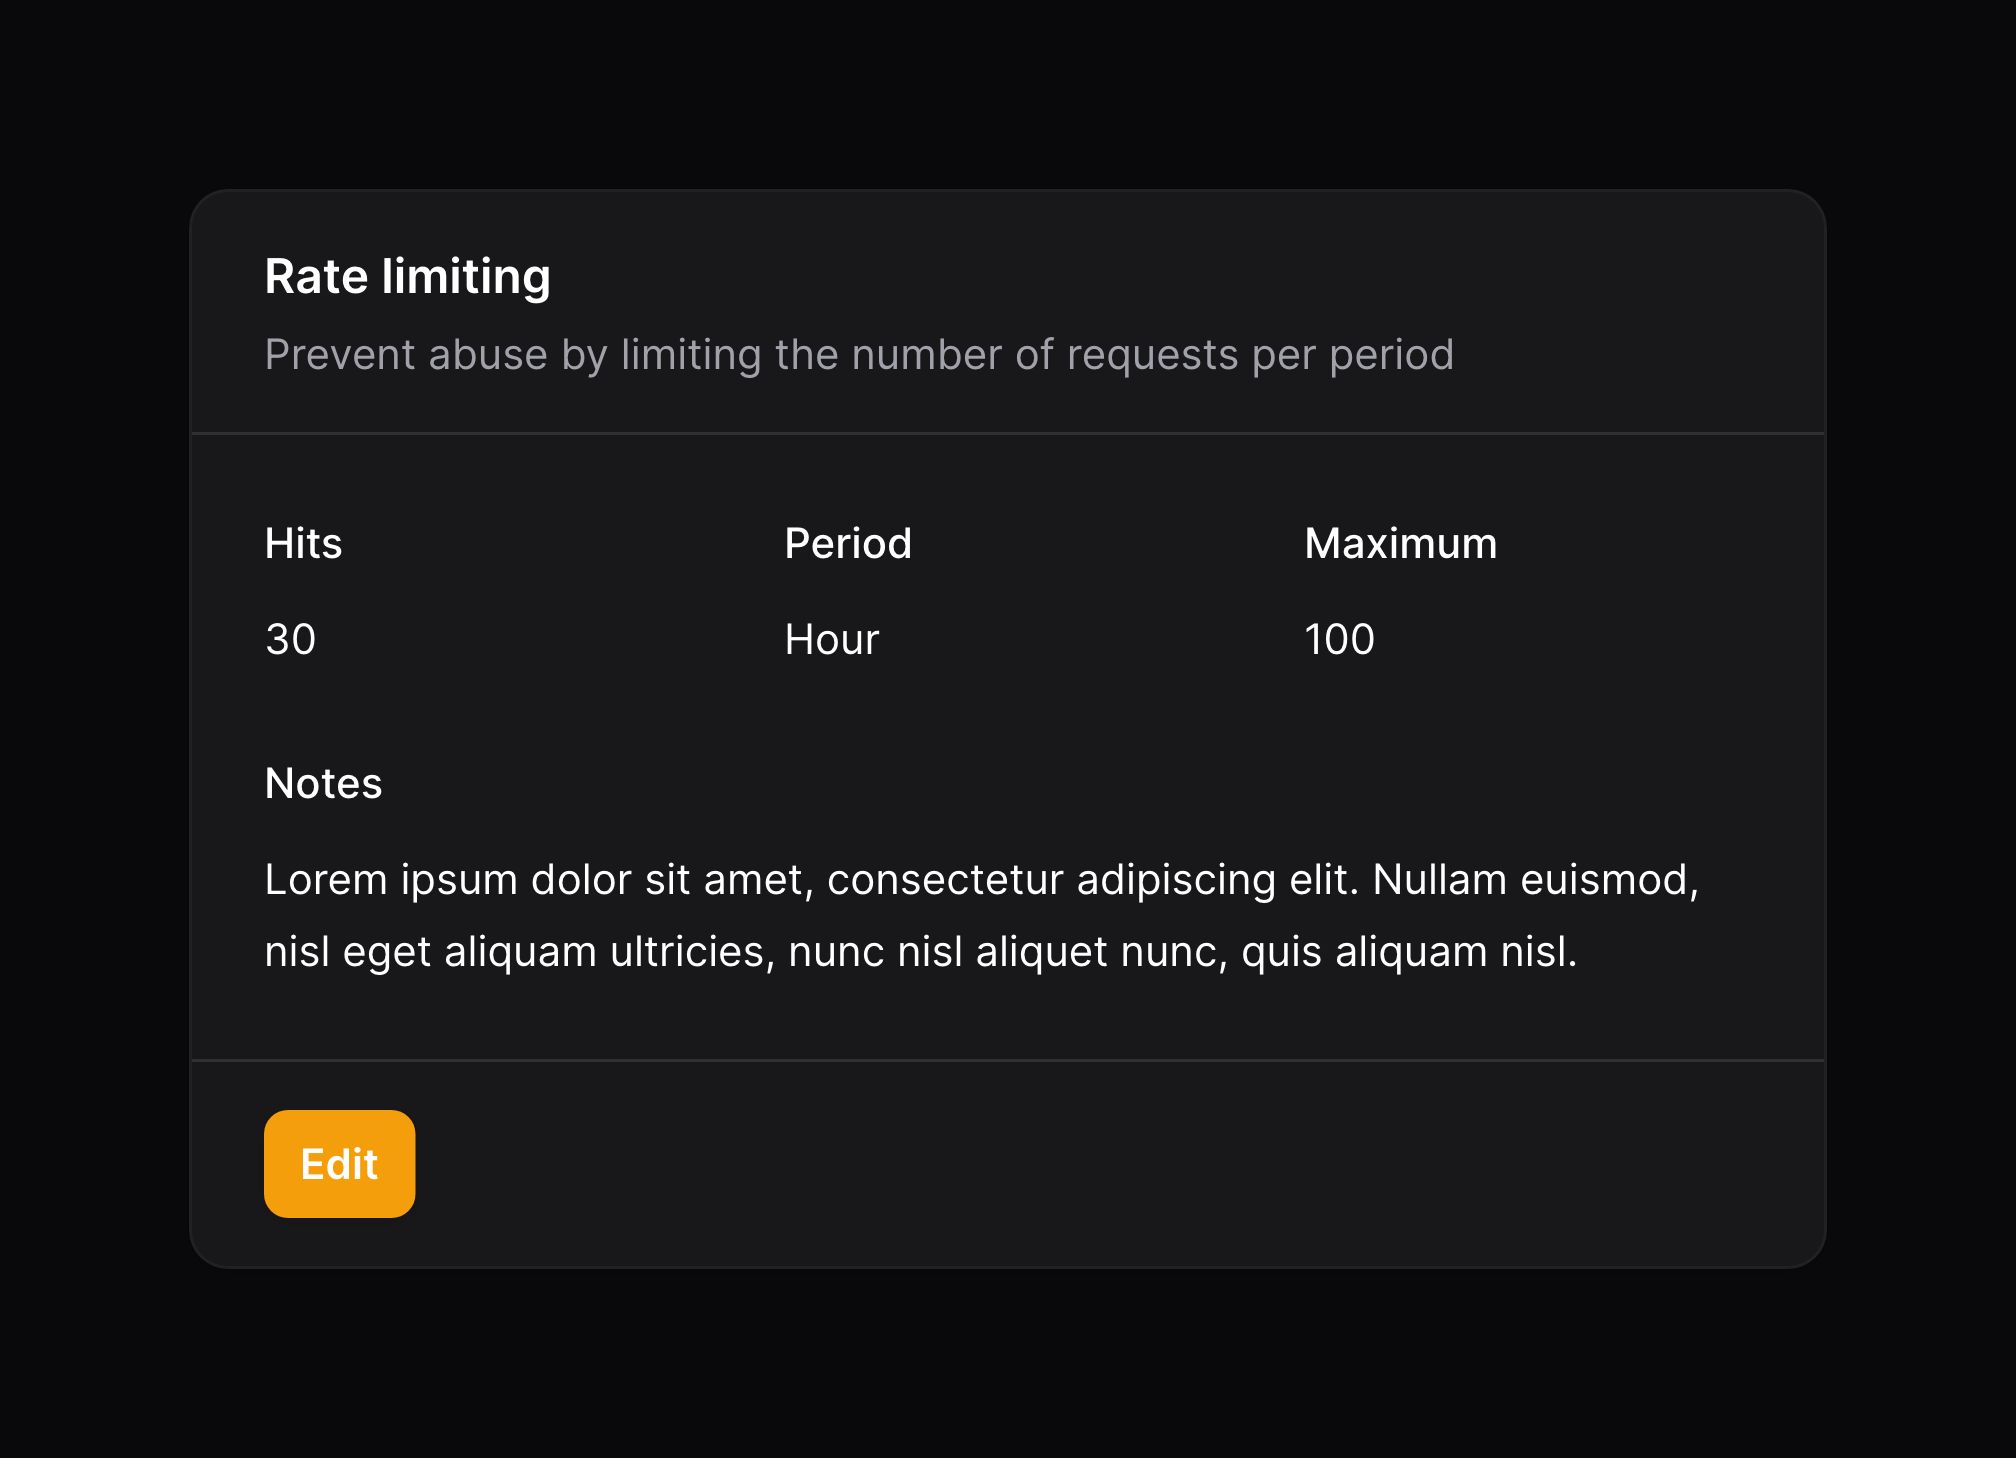 Rate limiting
Prevent abuse by limiting the number of requests per period
Hits Period Maximum
30 Hour 100
Notes
Lorem ipsum dolor sit amet, consectetur adipiscing elit. Nullam euismod,
nisl eget aliquam ultricies, nunc nisl aliquet nunc, quis aliquam nisl.
Edit